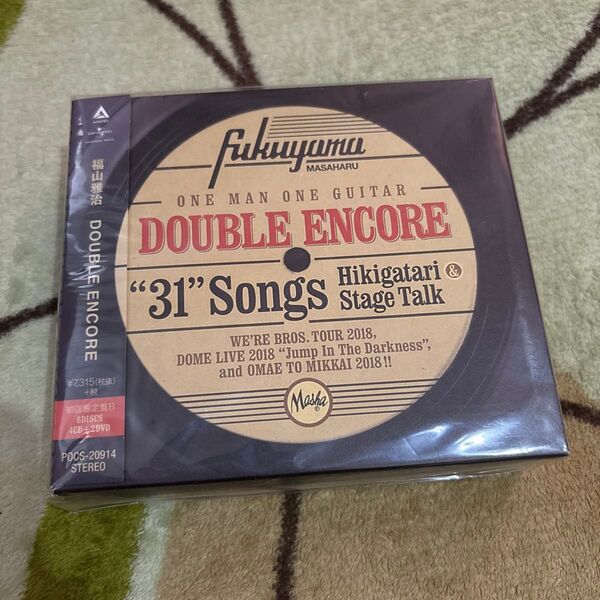 AMUSE
UNIVERSAL
福山雅治
DOUBLE ENCORE
¥7,315(税抜)
+税
初回限定盤B
6DISCS
4CD+2DVD
POCS-20914
STEREO
fukuyama
MASAHARU
ONE MAN ONE GUITAR
DOUBLE ENCORE
“31” Songs Hikigatari &
Stage Talk
WE'RE BROS. TOUR 2018,
DOME LIVE 2018 “Jump In The Darkness”,
and OMAE TO MIKKAI 2018!!
Masha